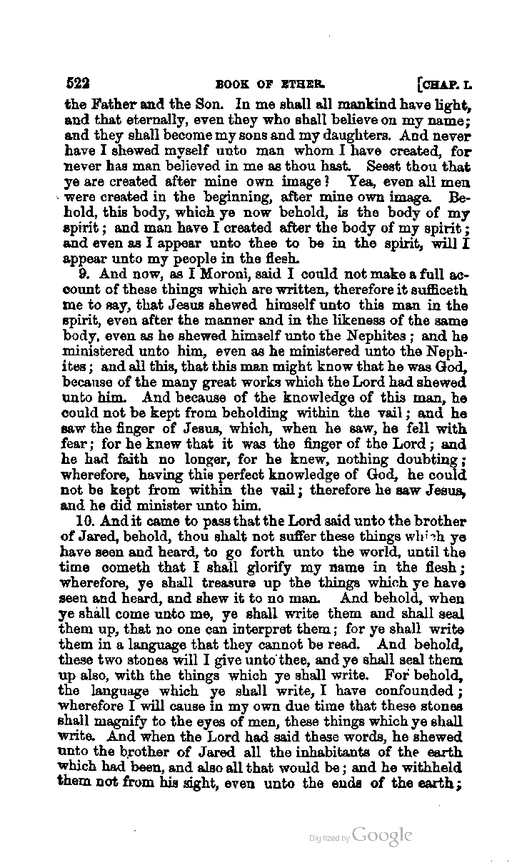 522 BOOK OF ETHER. [CHAP. I.
the Father and the Son. In me shall all mankind have light,
and that eternally, even they who shall believe on my name;
and they shall become my sons and my daughters. And never
have I shewed myself unto man whom I have created, for
never has man believed in me as thou hast. Seest thou that
ye are created after mine own image? Yea, even all men
were created in the beginning, after mine own image. Be-
hold, this body, which ye now behold, is the body of my
spirit; and man have I created after the body of my spirit;
and even as I appear unto thee to be in the spirit, will I
appear unto my people in the flesh.
9. And now, as I Moroni, said I could not make a full ac-
count of these things which are written, therefore it sufficeth
me to say, that Jesus shewed himself unto this man in the
spirit, even after the manner and in the likeness of the same
body, even as he shewed himself unto the Nephites; and he
ministered unto him, even as he ministered unto the Neph-
ites; and all this, that this man might know that he was God,
because of the many great works which the Lord had shewed
unto him. And because of the knowledge of this man, he
could not be kept from beholding within the vail; and he
saw the finger of Jesus, which, when he saw, he fell with
fear; for he knew that it was the finger of the Lord; and
he had faith no longer, for he knew, nothing doubting;
wherefore, having this perfect knowledge of God, he could
not be kept from within the vail; therefore he saw Jesus,
and he did minister unto him.
10. And it came to pass that the Lord said unto the brother
of Jared, behold, thou shalt not suffer these things which ye
have seen and heard, to go forth unto the world, until the
time cometh that I shall glorify my name in the flesh;
wherefore, ye shall treasure up the things which ye have
seen and heard, and shew it to no man. And behold, when
ye shall come unto me, ye shall write them and shall seal
them up, that no one can interpret them; for ye shall write
them in a language that they cannot be read. And behold,
these two stones will I give unto thee, and ye shall seal them
up also, with the things which ye shall write. For behold,
the language which ye shall write, I have confounded;
wherefore I will cause in my own due time that these stones
shall magnify to the eyes of men, these things which ye shall
write. And when the Lord had said these words, he shewed
unto the brother of Jared all the inhabitants of the earth
which had been, and also all that would be; and he withheld
them not from his sight, even unto the ends of the earth;
Digitized by Google